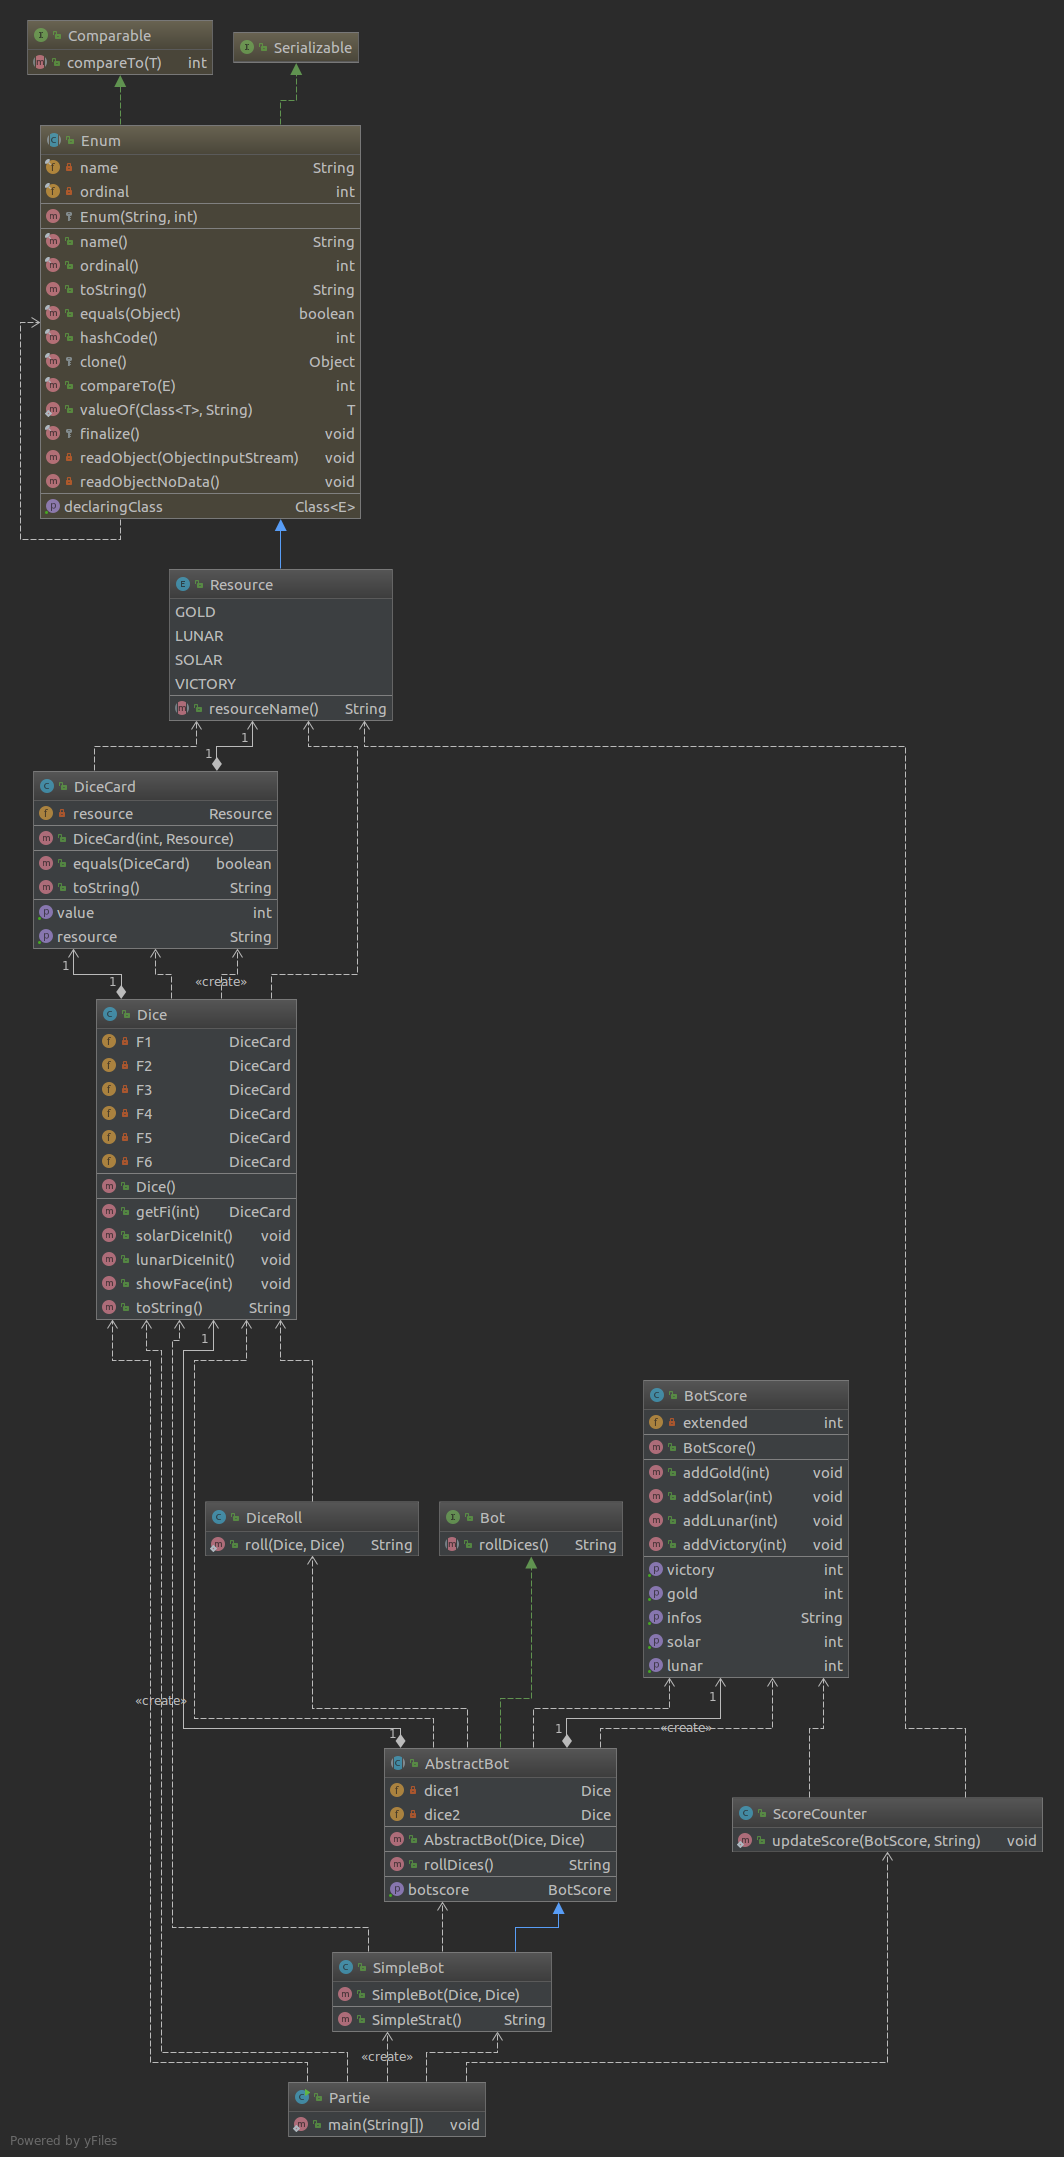 Comparable
compareTo(T) int
Serializable
Enum
name String
ordinal int
Enum(String, int)
name() String
ordinal() int
toString() String
equals(Object) boolean
hashCode() int
clone() Object
compareTo(E) int
valueOf(Class<T>, String) T
finalize() void
readObject(ObjectInputStream) void
readObjectNoData() void
declaringClass Class<E>
Resource
GOLD
LUNAR
SOLAR
VICTORY
resourceName() String
1
1
DiceCard
resource Resource
DiceCard(int, Resource)
equals(DiceCard) boolean
toString() String
value int
resource String
1
1
«create»
Dice
F1 DiceCard
F2 DiceCard
F3 DiceCard
F4 DiceCard
F5 DiceCard
F6 DiceCard
Dice()
getFi(int) DiceCard
solarDiceInit() void
lunarDiceInit() void
showFace(int) void
toString() String
1
BotScore
extended int
BotScore()
addGold(int) void
addSolar(int) void
addLunar(int) void
addVictory(int) void
victory int
gold int
infos String
solar int
lunar int
DiceRoll
roll(Dice, Dice) String
Bot
rollDices() String
«create»
1
1
1
«create»
AbstractBot
dice1 Dice
dice2 Dice
AbstractBot(Dice, Dice)
rollDices() String
botscore BotScore
ScoreCounter
updateScore(BotScore, String) void
SimpleBot
SimpleBot(Dice, Dice)
SimpleStrat() String
«create»
Partie
main(String[]) void
Powered by yFiles